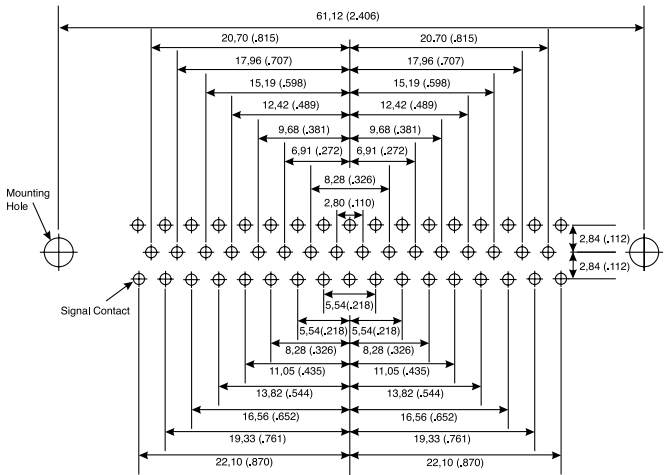 61,12 (2.406)
20,70 (.815) 20.70 (.815)
17,96 (.707) 17,96 (.707)
15,19 (.598) 15,19 (.598)
12,42 (.489) 12,42 (.489)
9,68 (.381) 9,68 (.381)
6,91 (.272) 6,91 (.272)
8,28 (.326)
Mounting
Hole
2,80 (.110)
2,84 (.112)
2,84 (.112)
Signal Contact
5,54(.218)
5,54(.218) 5,54(.218)
8,28 (.326) 8,28 (.326)
11,05 (.435) 11,05 (.435)
13,82 (.544) 13,82 (.544)
16,56 (.652) 16,56 (.652)
19,33 (.761) 19,33 (.761)
22,10 (.870) 22,10 (.870)